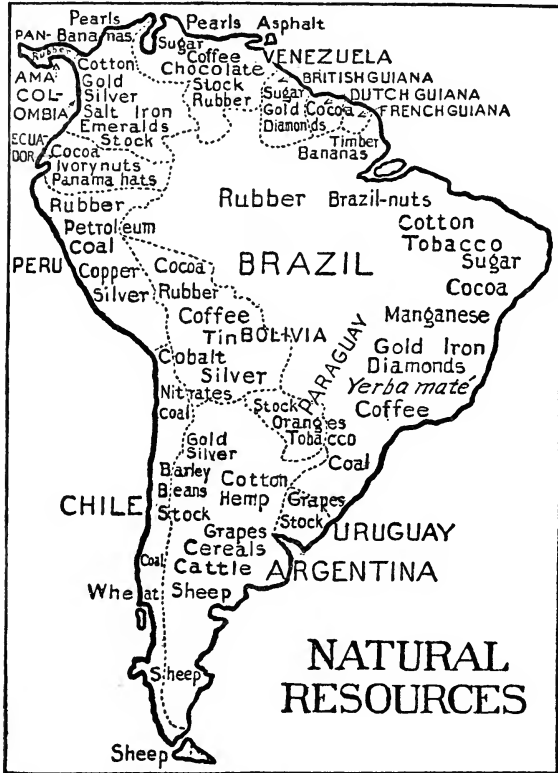 Pearls
Pearls Asphalt
PAN-
AMA
Bananas
Rubber
Sugar
Coffee
Chocolate
VENEZUELA
Cotton
Gold
Silver
Salt Iron
Emeralds
Stock
COL-
OMBIA
Stock
Rubber
BRITISH GUIANA
DUTCH GUIANA
FRENCH GUIANA
Sugar
Gold
Diamonds
Cocoa
Timber
Bananas
ECUA-
DOR
Cocoa
Ivory nuts
Panama hats
Rubber
Petroleum
Coal
PERU
Copper
Silver
Rubber
Brazil-nuts
Cotton
Tobacco
Sugar
BRAZIL
Cocoa
Manganese
Gold Iron
Diamonds
Yerba maté
Coffee
Cocoa
Rubber
Coffee
Tin
BOLIVIA
Cobalt
Silver
PARAGUAY
Nitrates
Coal
Stock
Oranges
Tobacco
Coal
Gold
Silver
Barley
Beans
Stock
Cotton
Hemp
Grapes
Stock
CHILE
URUGUAY
Grapes
Cereals
Cattle
ARGENTINA
Coal
Wheat
Sheep
Sheep
Sheep
NATURAL
RESOURCES